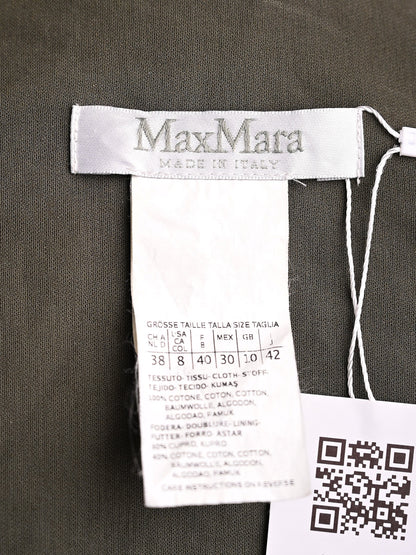 MaxMara
MADE IN ITALY
GRÖSSE TAILLE TALLA SIZE TAGLIA
38 8 40 30 10 42
TESSUTO-TISSU-CLOTH-STOFF-
TEJIDO-TECIDO KUMAŞ
100% COTONE, COTON, COTTON,
BAUMWOLLE, ALGODON,
ALGODAO, PAMUK
FODERA-DOUBLURE-LINING-
FUTTER-FORRO-ASTAR
60% CUPRO, KUPRO
40% COTONE, COTON, COTTON,
BAUMWOLLE, ALGODON,
ALGODAO, PAMUK
CARE INSTRUCTIONS ON REVERSE